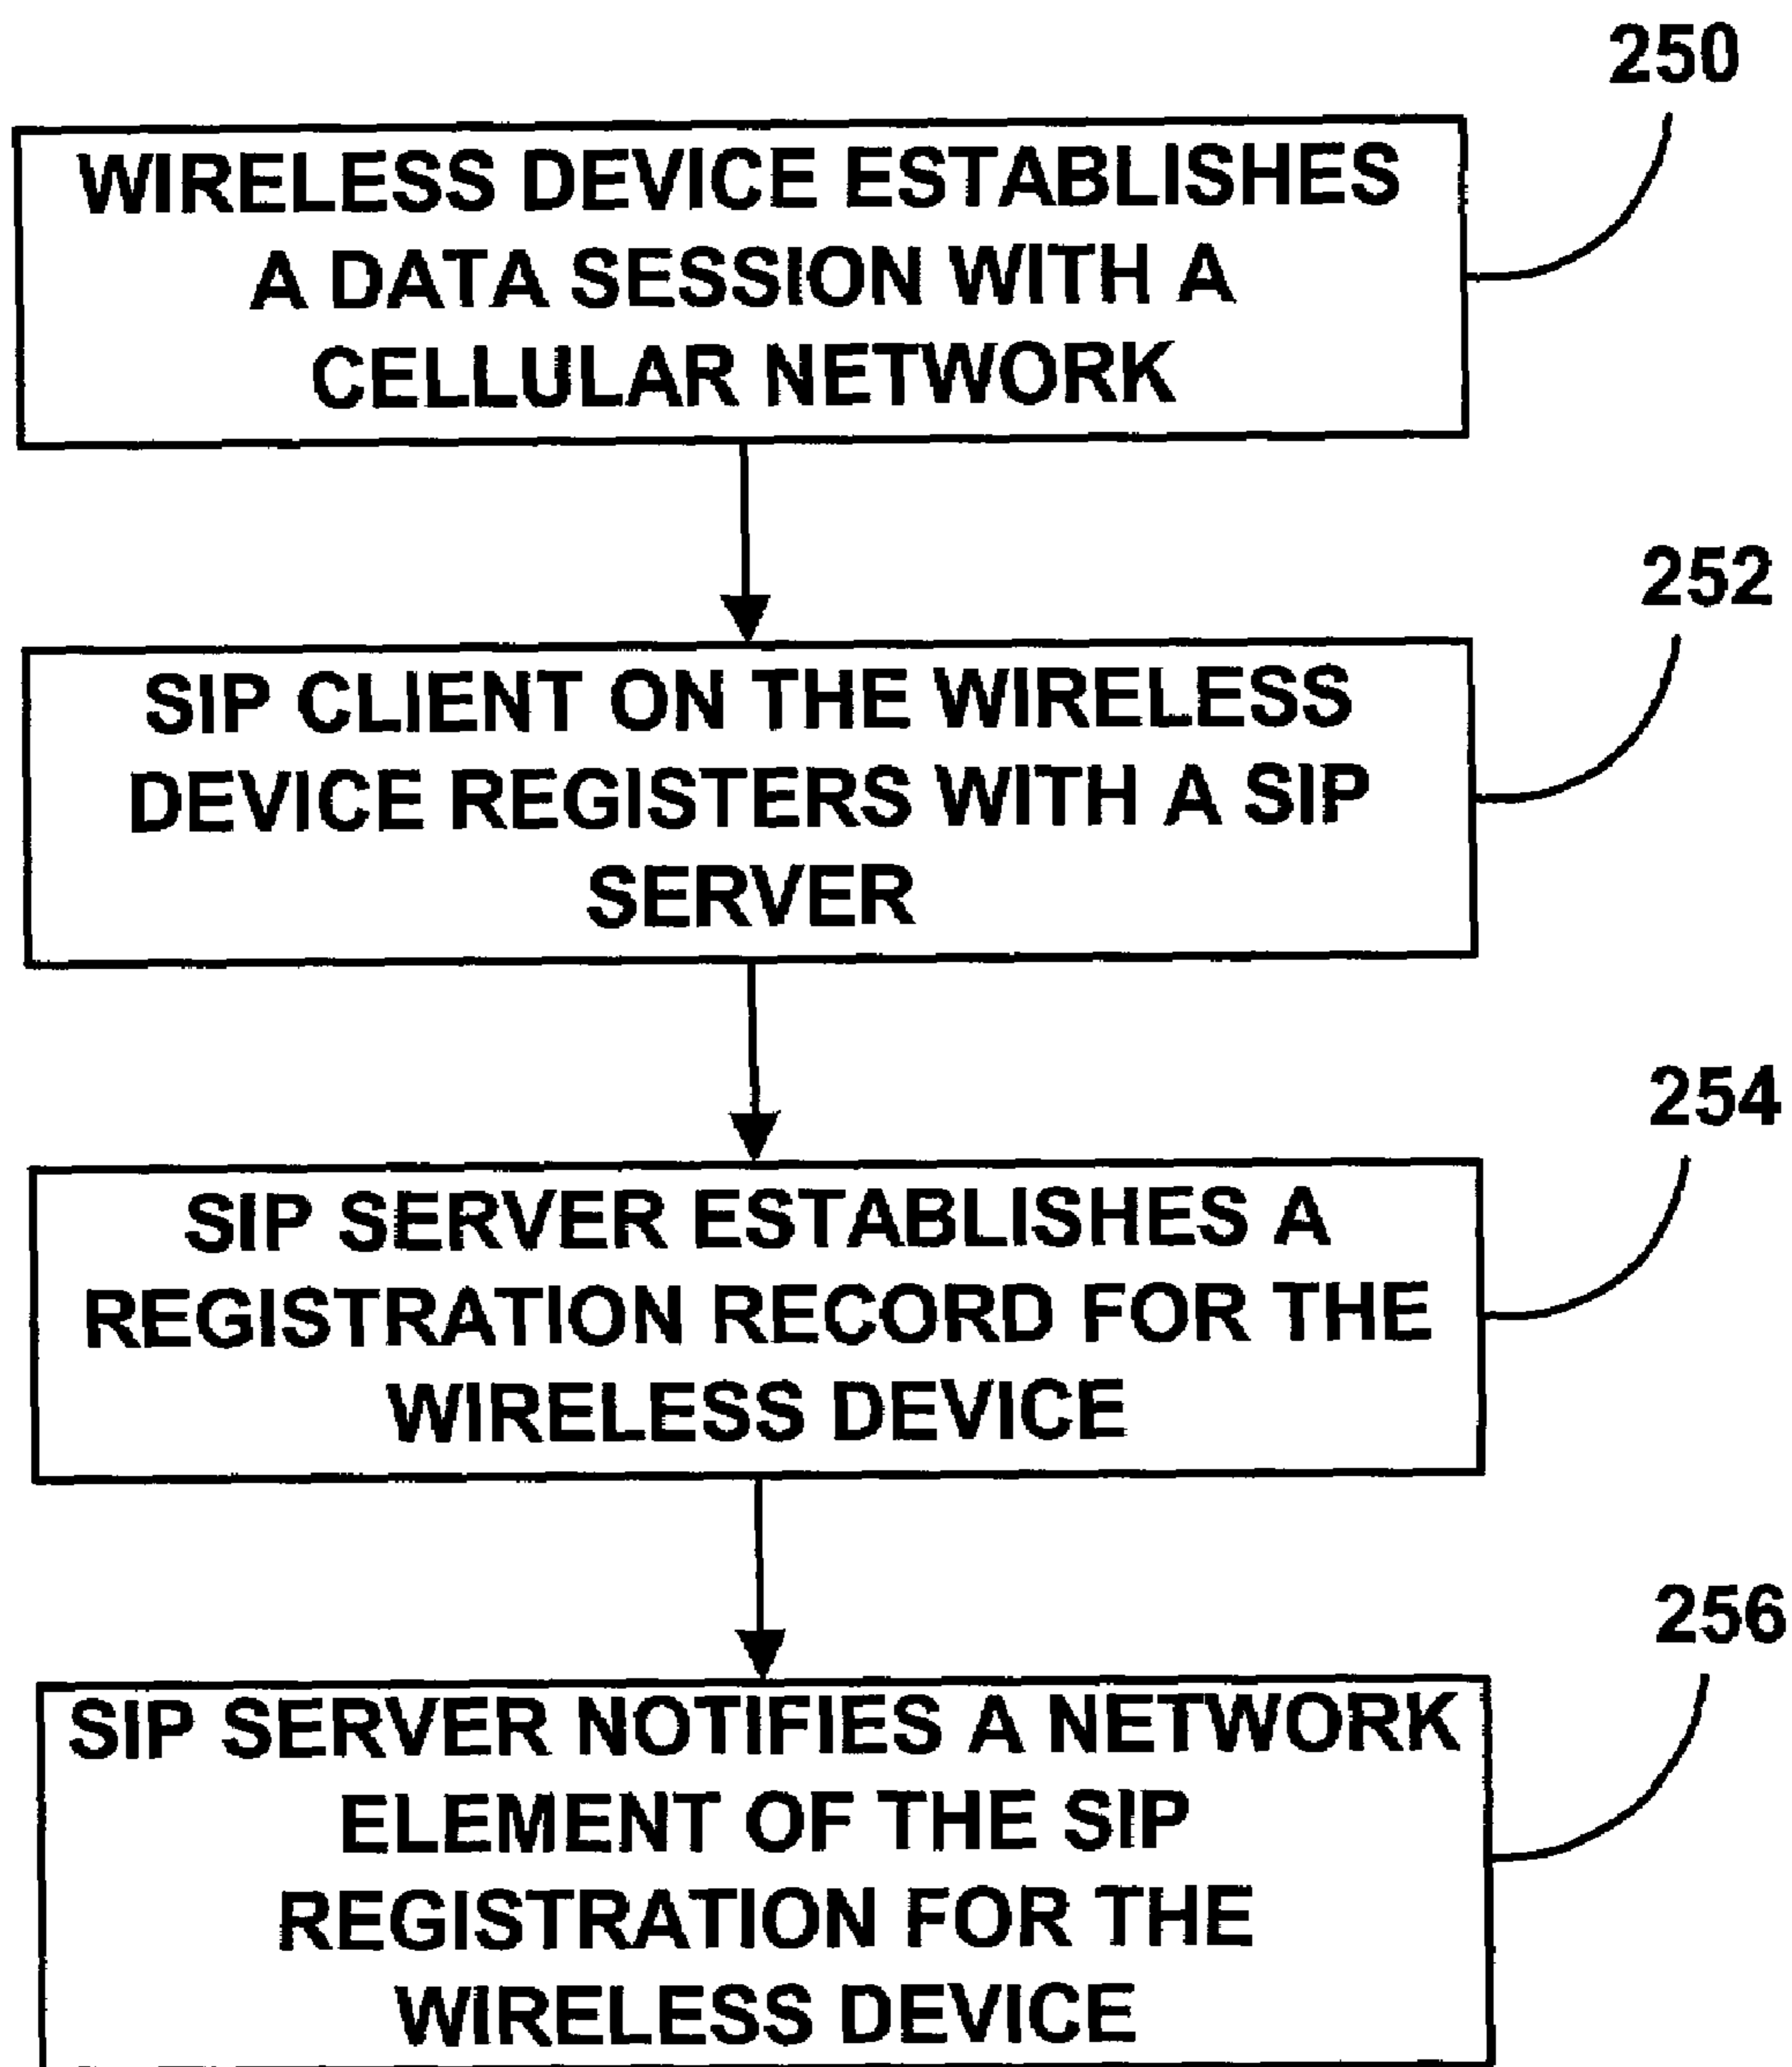 250
WIRELESS DEVICE ESTABLISHES
A DATA SESSION WITH A
CELLULAR NETWORK
252
SIP CLIENT ON THE WIRELESS
DEVICE REGISTERS WITH A SIP
SERVER
254
SIP SERVER ESTABLISHES A
REGISTRATION RECORD FOR THE
WIRELESS DEVICE
256
SIP SERVER NOTIFIES A NETWORK
ELEMENT OF THE SIP
REGISTRATION FOR THE
WIRELESS DEVICE